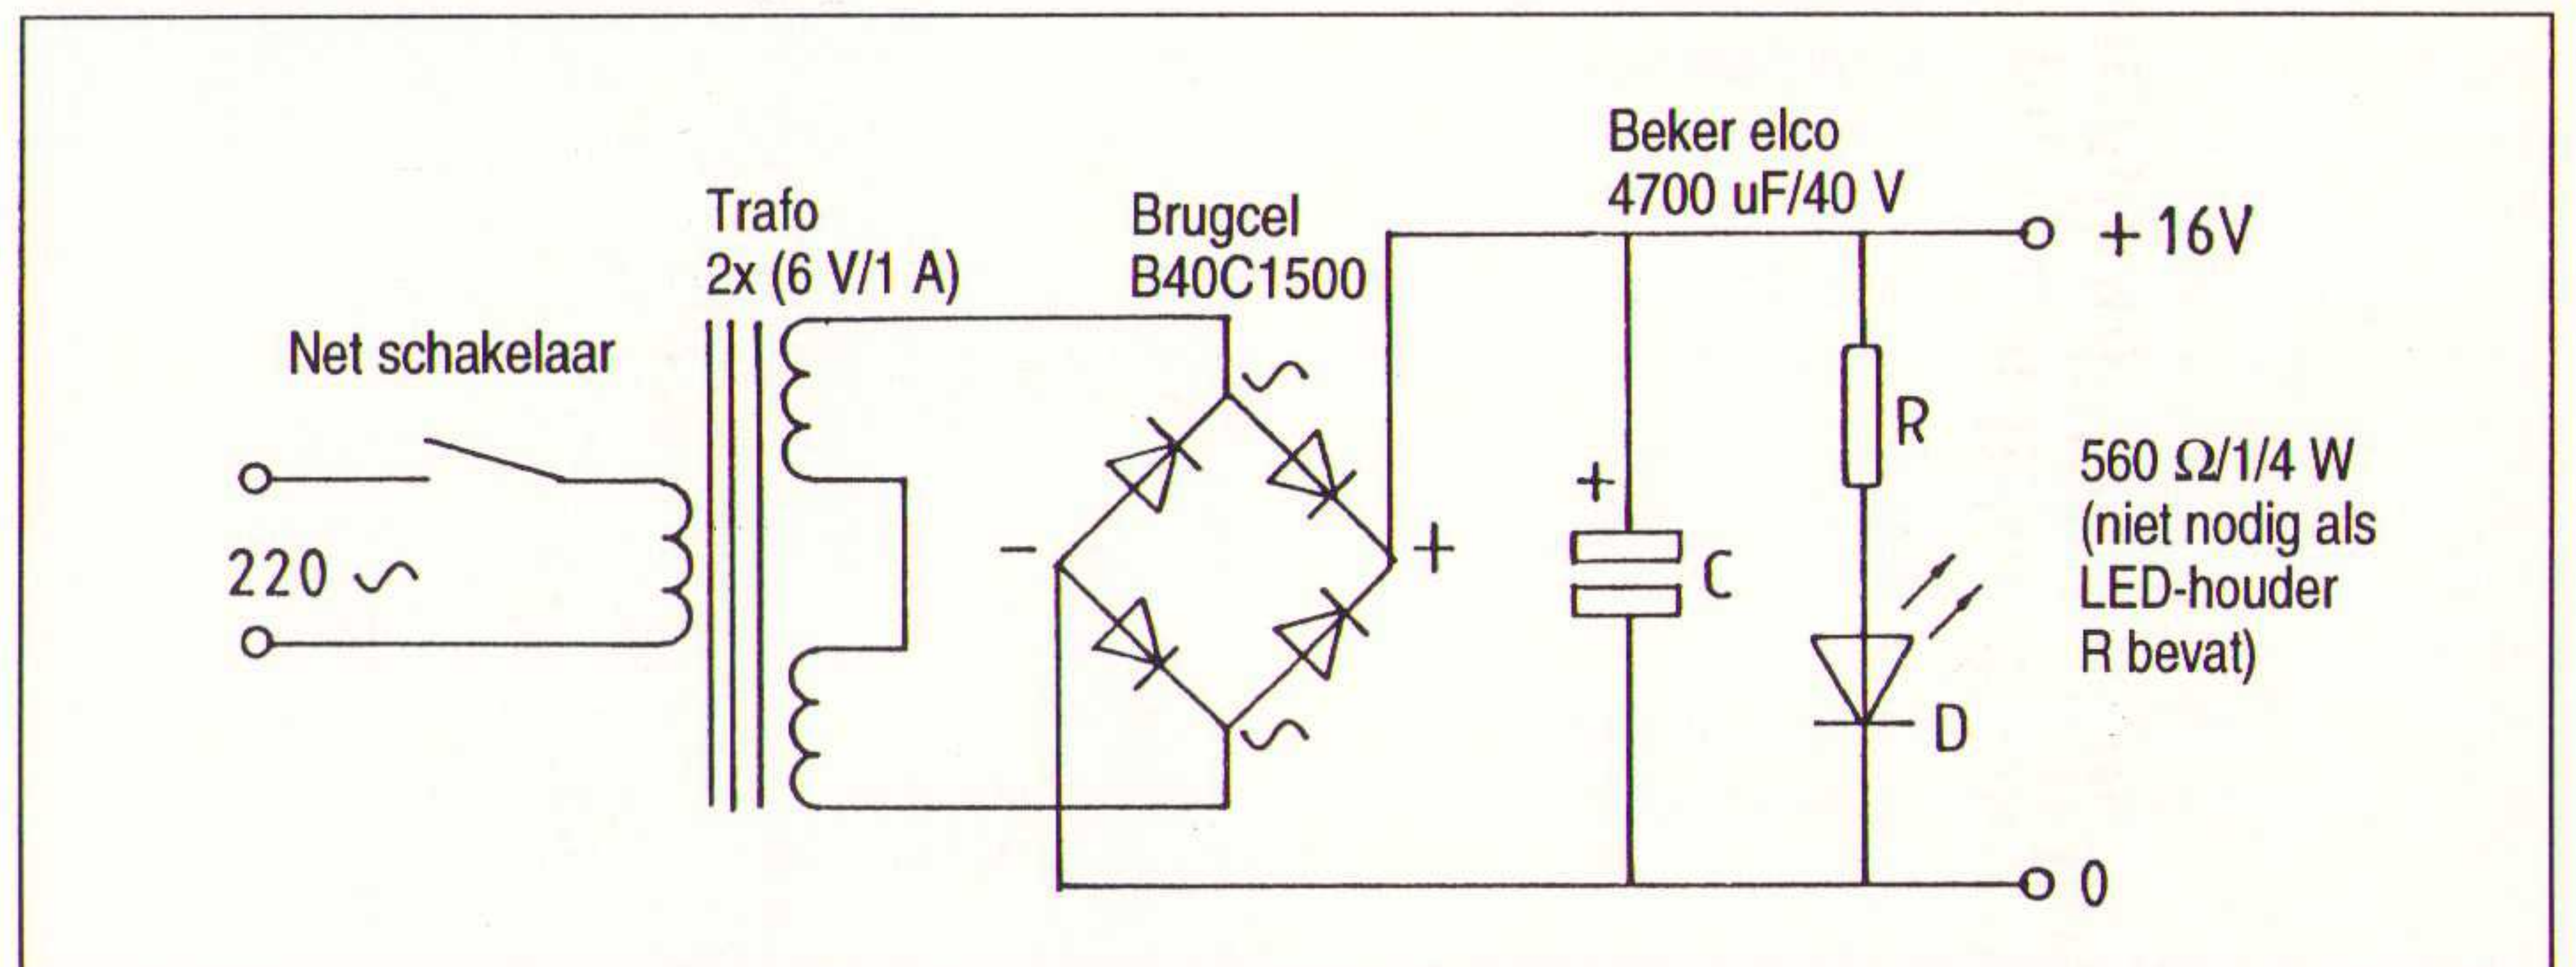 Beker elco
4700 uF/40 V
Trafo
2x (6 V/1 A)
Brugcel
B40C1500
+ 16V
Net schakelaar
220 ~
~
R
560 Ω/1/4 W
(niet nodig als
LED-houder
R bevat)
+
-
+
C
~
D
0